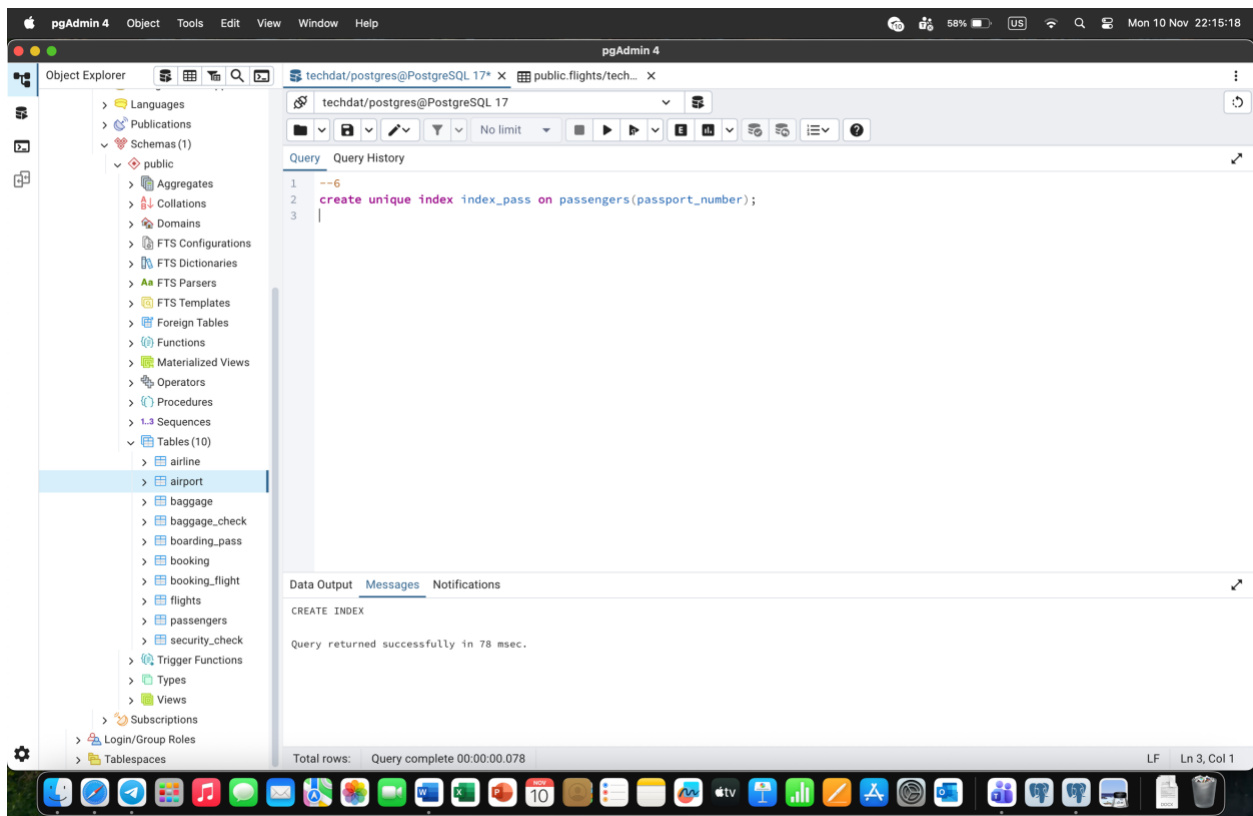 pgAdmin 4 Object Tools Edit View Window Help 58% US Mon 10 Nov 22:15:18
pgAdmin 4
Object Explorer
techdat/postgres@PostgreSQL 17* public.flights/tech...
techdat/postgres@PostgreSQL 17
No limit
Query Query History
1 --6
2 create unique index index_pass on passengers(passport_number);
3
Languages
Publications
Schemas (1)
public
Aggregates
Collations
Domains
FTS Configurations
FTS Dictionaries
Aa FTS Parsers
FTS Templates
Foreign Tables
Functions
Materialized Views
Operators
Procedures
1..3 Sequences
Tables (10)
airline
airport
baggage
baggage_check
boarding_pass
booking
booking_flight
flights
passengers
security_check
Trigger Functions
Types
Views
Subscriptions
Login/Group Roles
Tablespaces
Data Output Messages Notifications
CREATE INDEX
Query returned successfully in 78 msec.
Total rows: Query complete 00:00:00.078 LF Ln 3, Col 1
NOV
10
tv